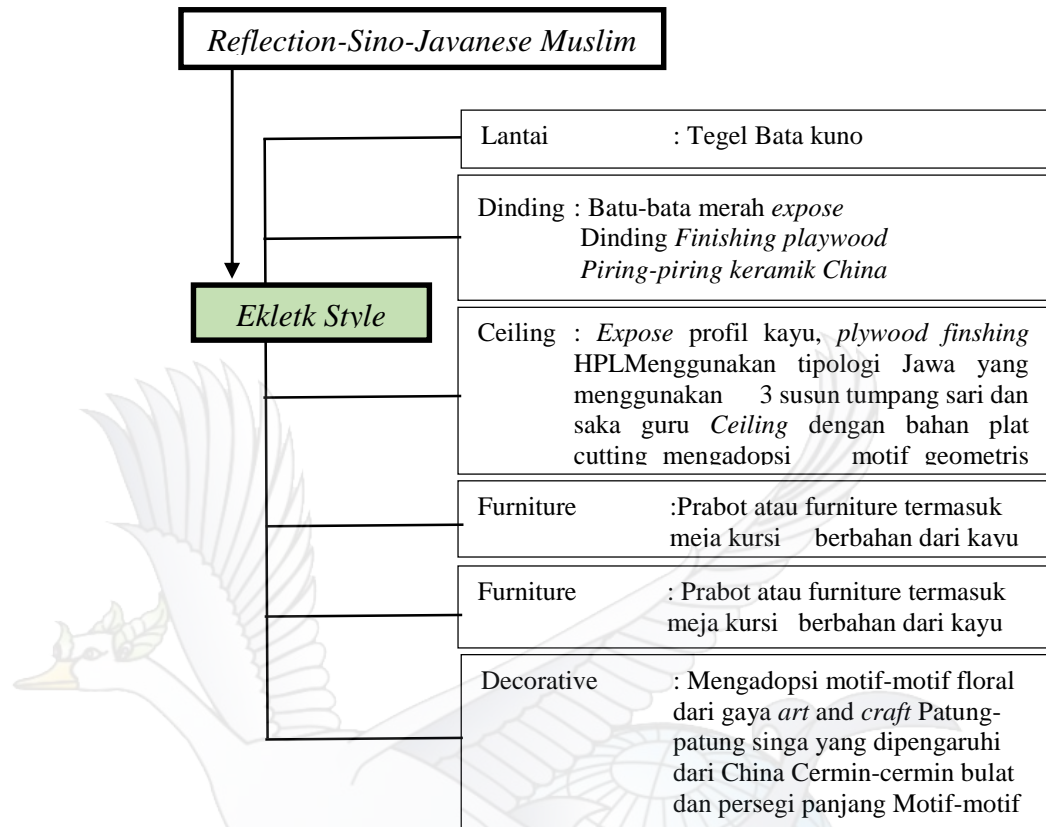 Reflection-Sino-Javanese Muslim
Lantai : Tegel Bata kuno
Dinding : Batu-bata merah expose
Dinding Finishing playwood
Piring-piring keramik China
Ekletk Style
Ceiling : Expose profil kayu, plywood finshing
HPLMenggunakan tipologi Jawa yang
menggunakan 3 susun tumpang sari dan
saka guru Ceiling dengan bahan plat
cutting mengadopsi motif geometris
Furniture :Prabot atau furniture termasuk
meja kursi berbahan dari kayu
Furniture : Prabot atau furniture termasuk
meja kursi berbahan dari kayu
Decorative : Mengadopsi motif-motif floral
dari gaya art and craft Patung-
patung singa yang dipengaruhi
dari China Cermin-cermin bulat
dan persegi panjang Motif-motif